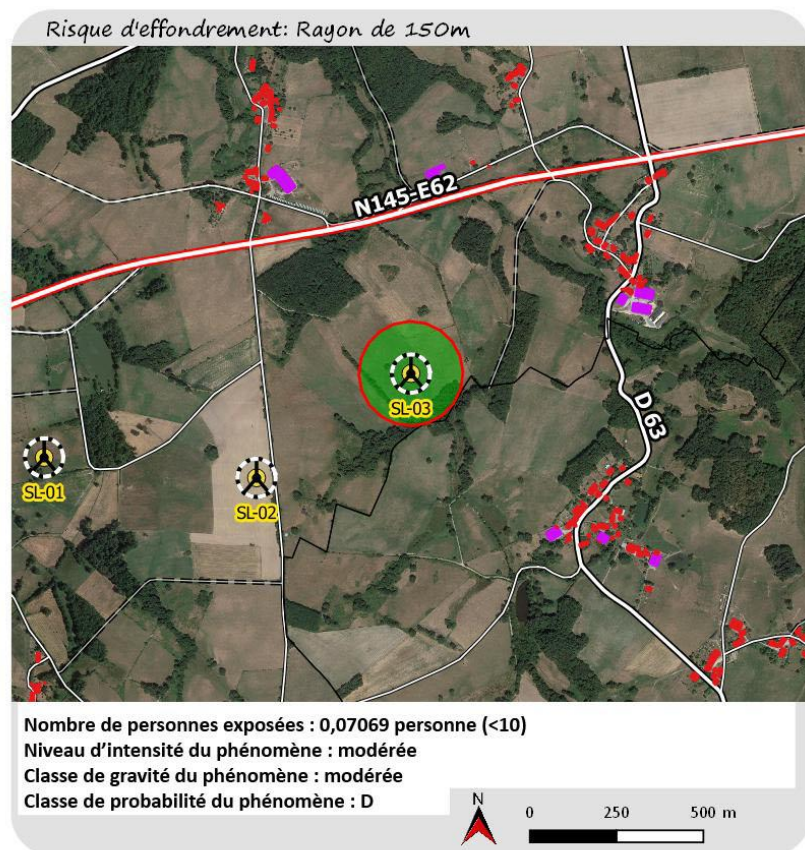 Risque d'effondrement: Rayon de 150m
N145-E62
SL-03
D 63
SL-01
SL-02
Nombre de personnes exposées : 0,07069 personne (<10)
Niveau d’intensité du phénomène : modérée
Classe de gravité du phénomène : modérée
Classe de probabilité du phénomène : D
N
0 250 500 m